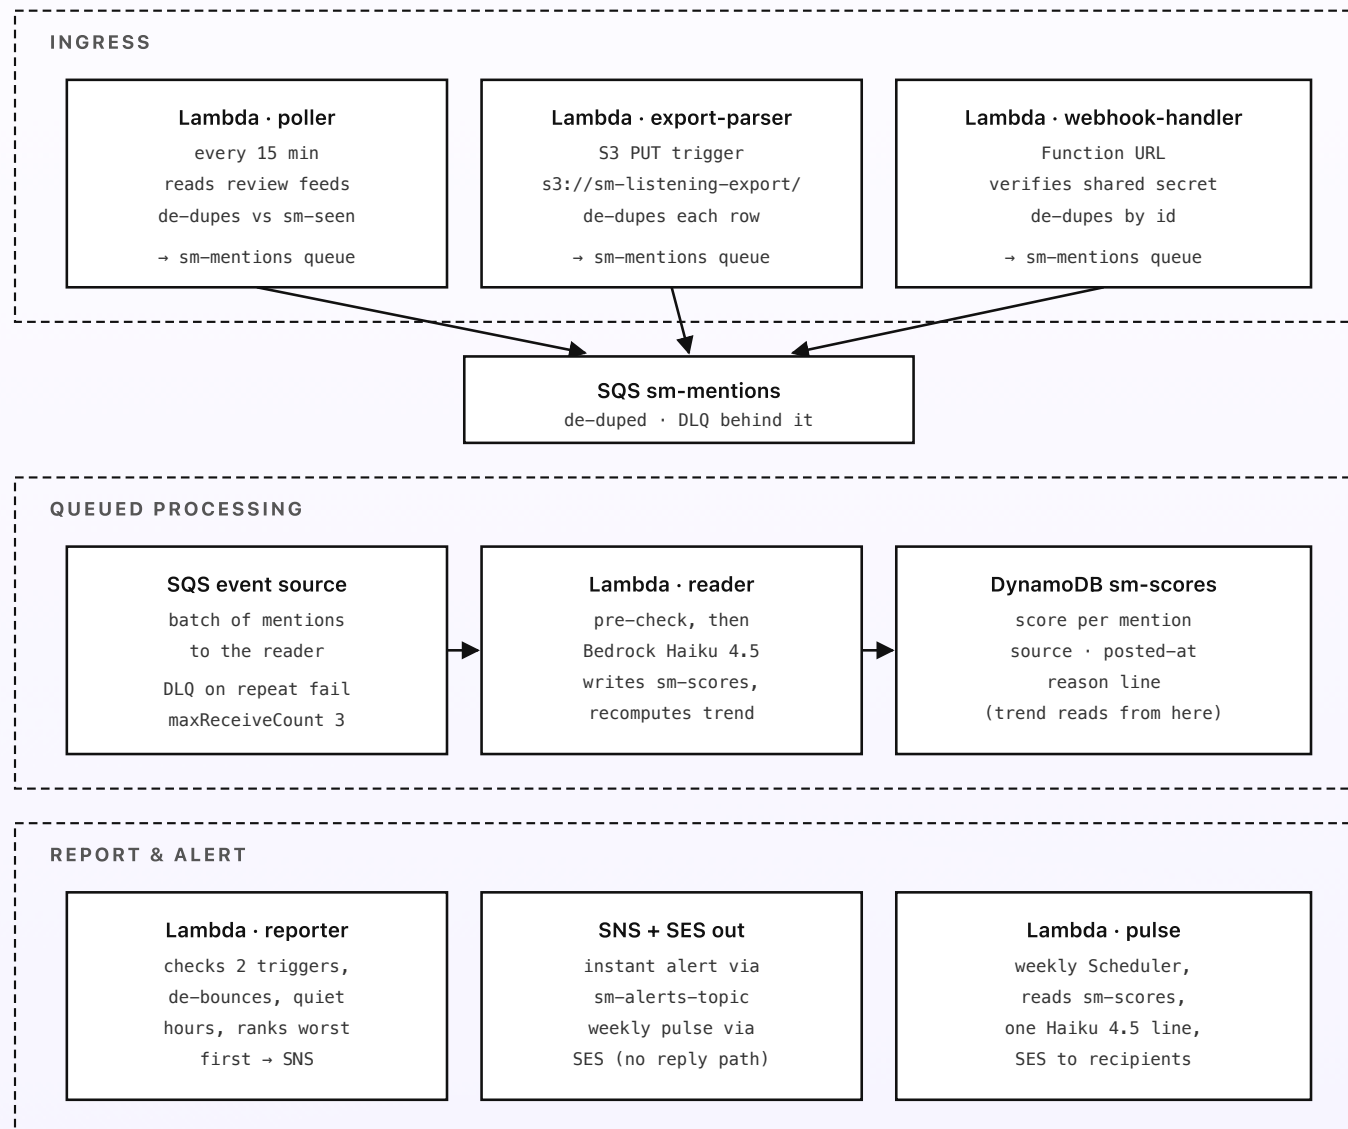 INGRESS
Lambda · poller
every 15 min
reads review feeds
de-dupes vs sm-seen
→ sm-mentions queue
Lambda · export-parser
S3 PUT trigger
s3://sm-listening-export/
de-dupes each row
→ sm-mentions queue
Lambda · webhook-handler
Function URL
verifies shared secret
de-dupes by id
→ sm-mentions queue
SQS sm-mentions
de-duped · DLQ behind it
QUEUED PROCESSING
SQS event source
batch of mentions
to the reader
DLQ on repeat fail
maxReceiveCount 3
Lambda · reader
pre-check, then
Bedrock Haiku 4.5
writes sm-scores,
recomputes trend
DynamoDB sm-scores
score per mention
source · posted-at
reason line
(trend reads from here)
REPORT & ALERT
Lambda · reporter
checks 2 triggers,
de-bounces, quiet
hours, ranks worst
first → SNS
SNS + SES out
instant alert via
sm-alerts-topic
weekly pulse via
SES (no reply path)
Lambda · pulse
weekly Scheduler,
reads sm-scores,
one Haiku 4.5 line,
SES to recipients